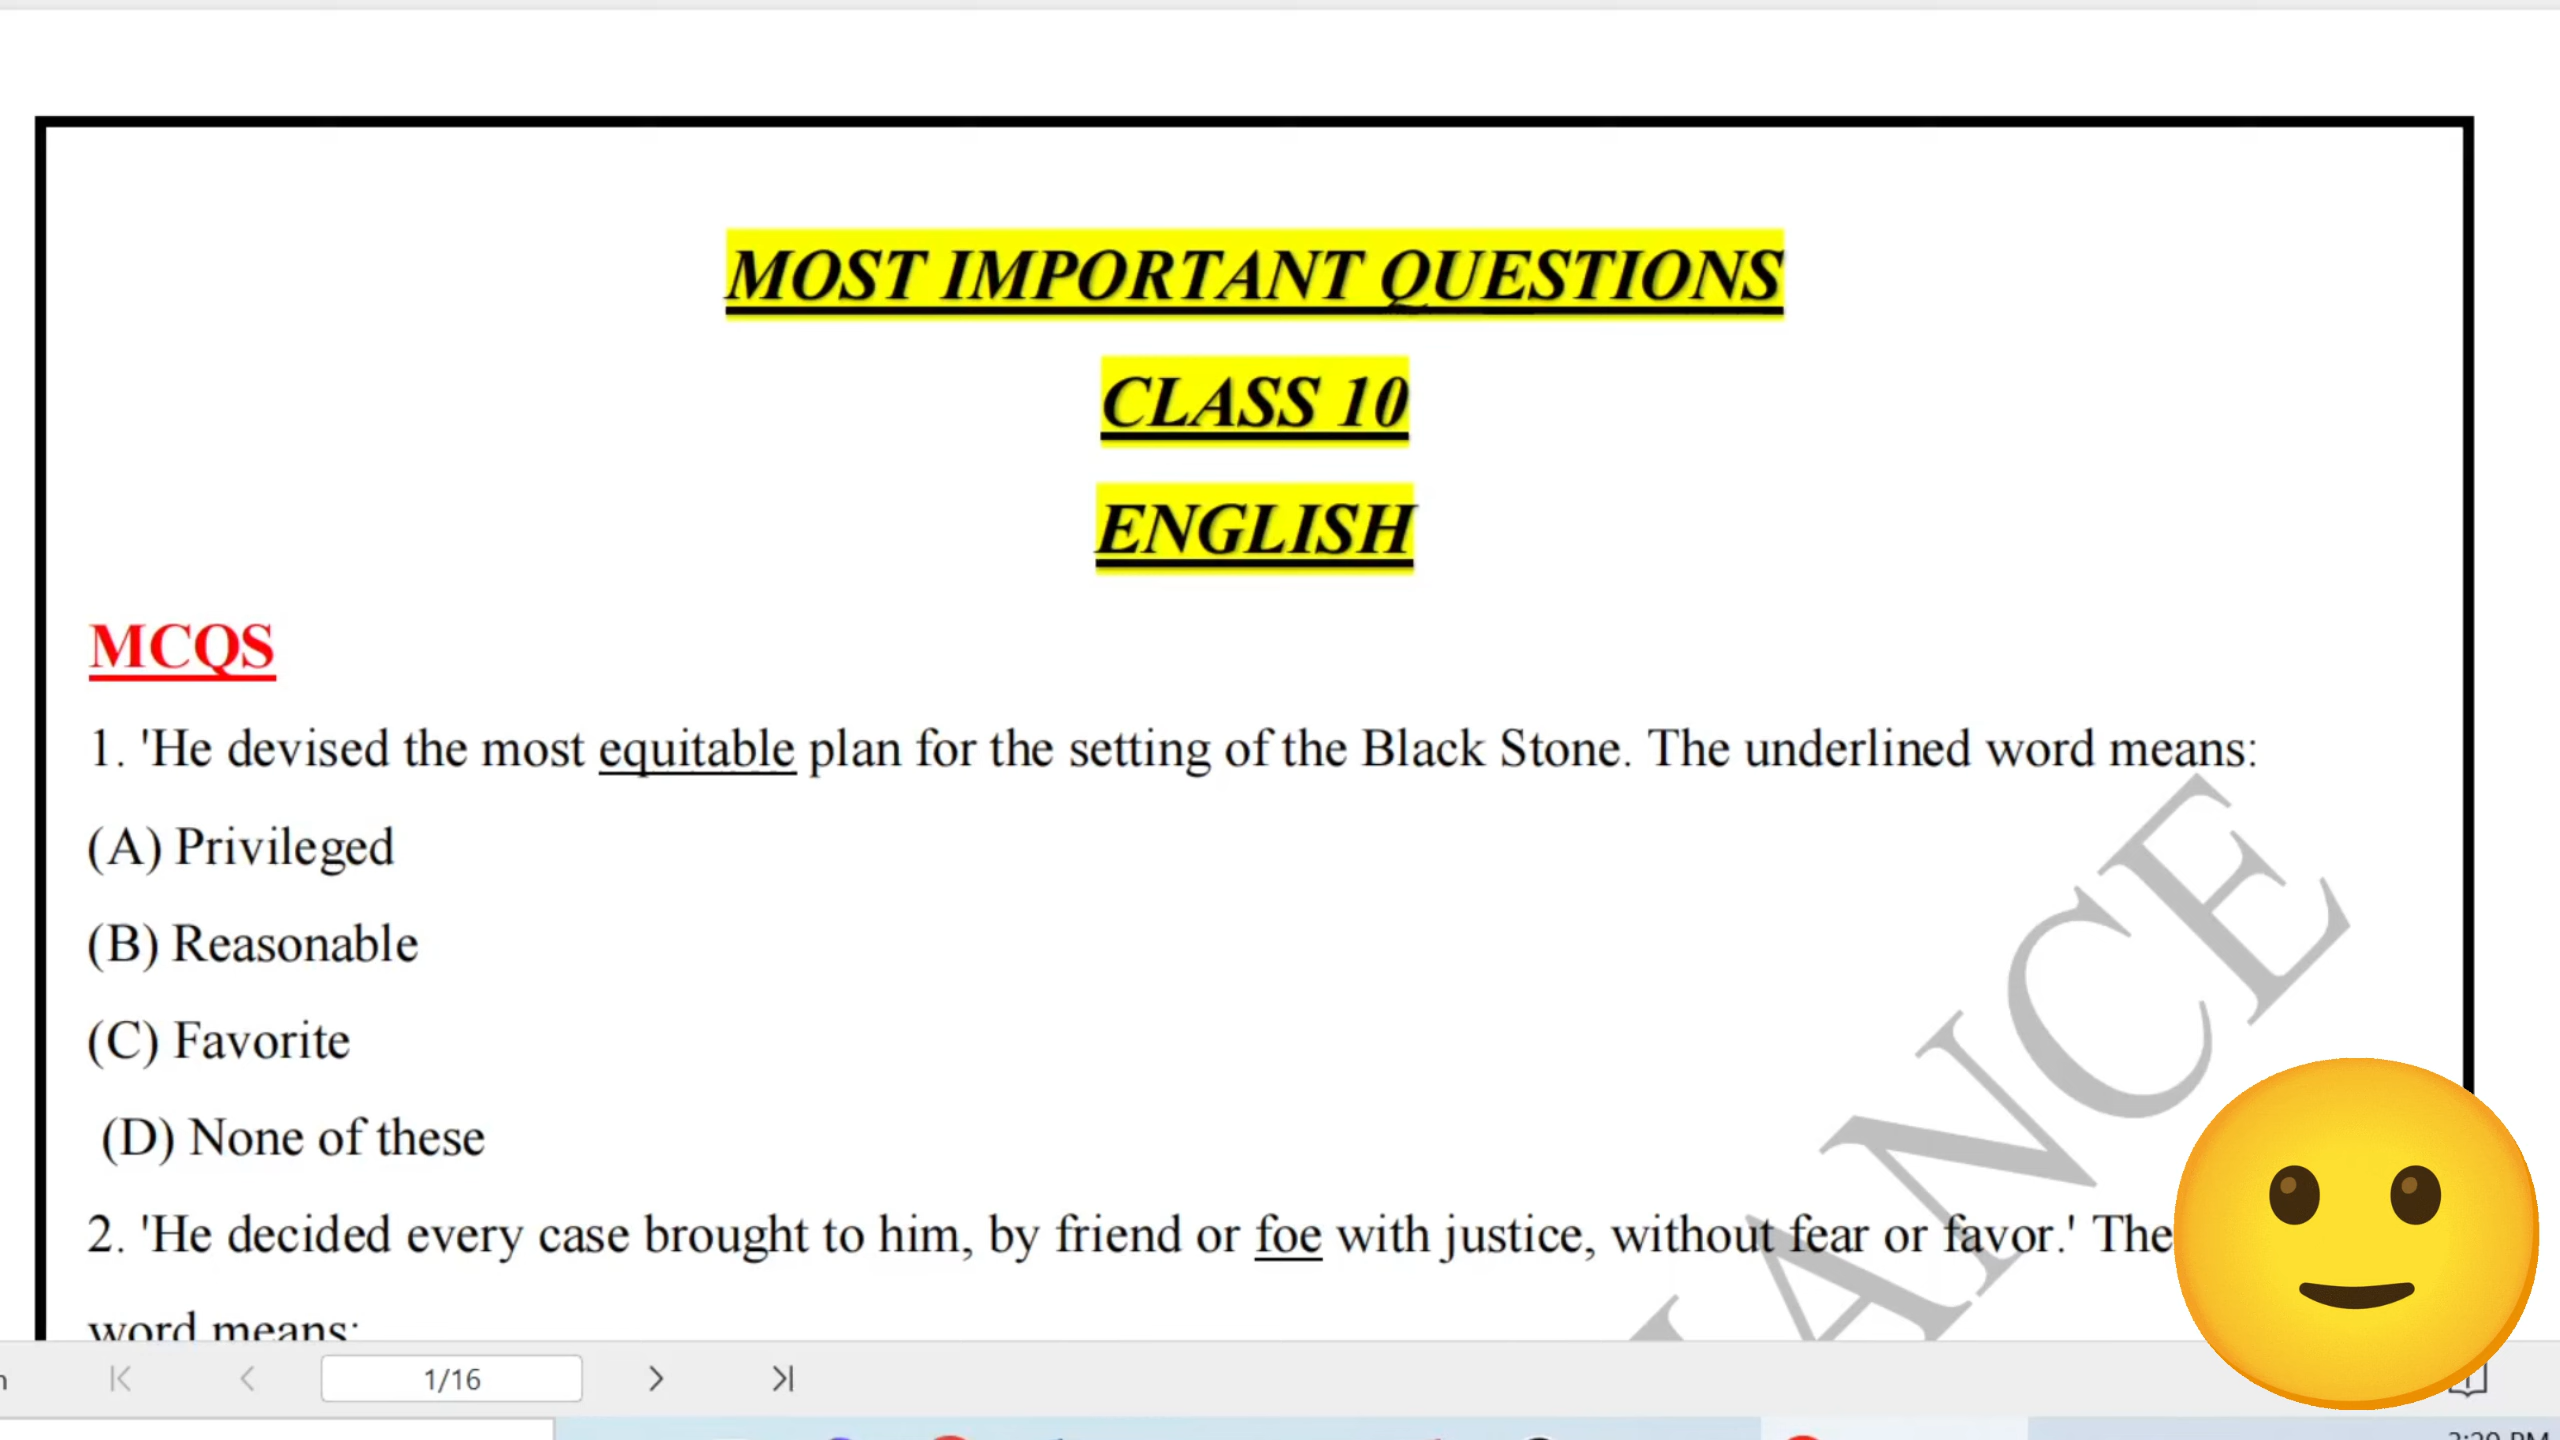 MOST IMPORTANT QUESTIONS
CLASS 10
ENGLISH
MCQS
1. 'He devised the most equitable plan for the setting of the Black Stone. The underlined word means:
(A) Privileged
(B) Reasonable
(C) Favorite
(D) None of these
2. 'He decided every case brought to him, by friend or foe with justice, without fear or favor.' The
word means:
1/16